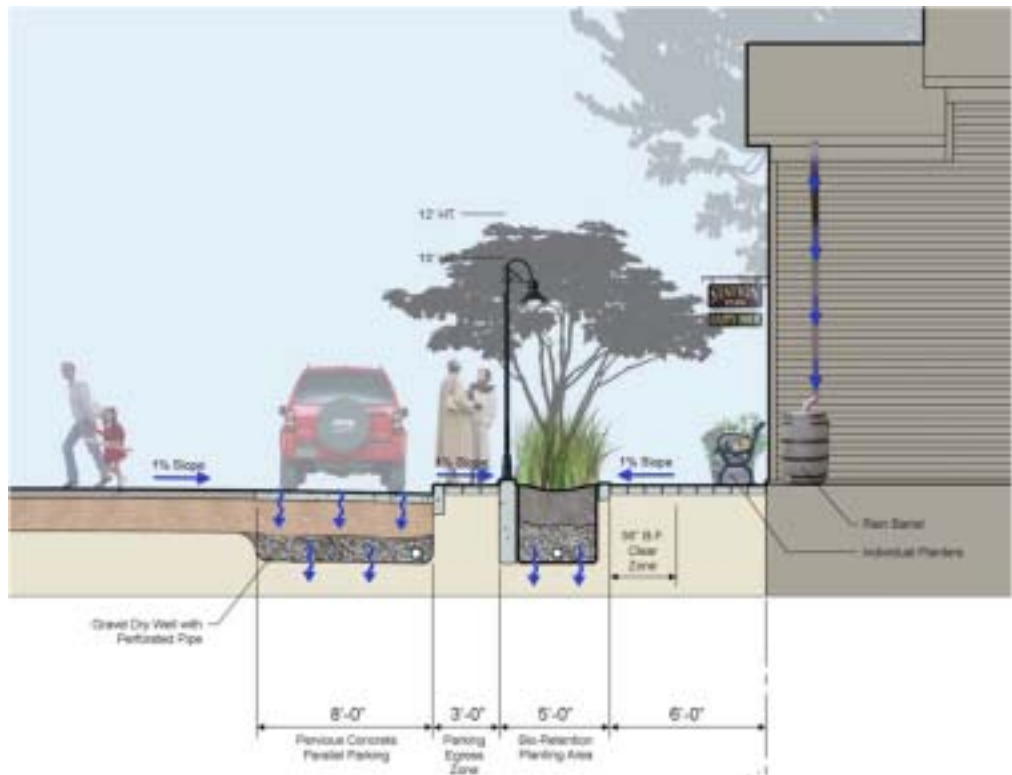 12' HT
1% Slope
1% Slope
1% Slope
B.F.
Clear
Zone
Rain Barrel
Individual Planters
Gravel Dry Well with
Perforated Pipe
8'-0"
3'-0"
5'-0"
6'-0"
Pervious Concrete
Parallel Parking
Parking
Egress
Zone
Bio-Retention
Planting Area